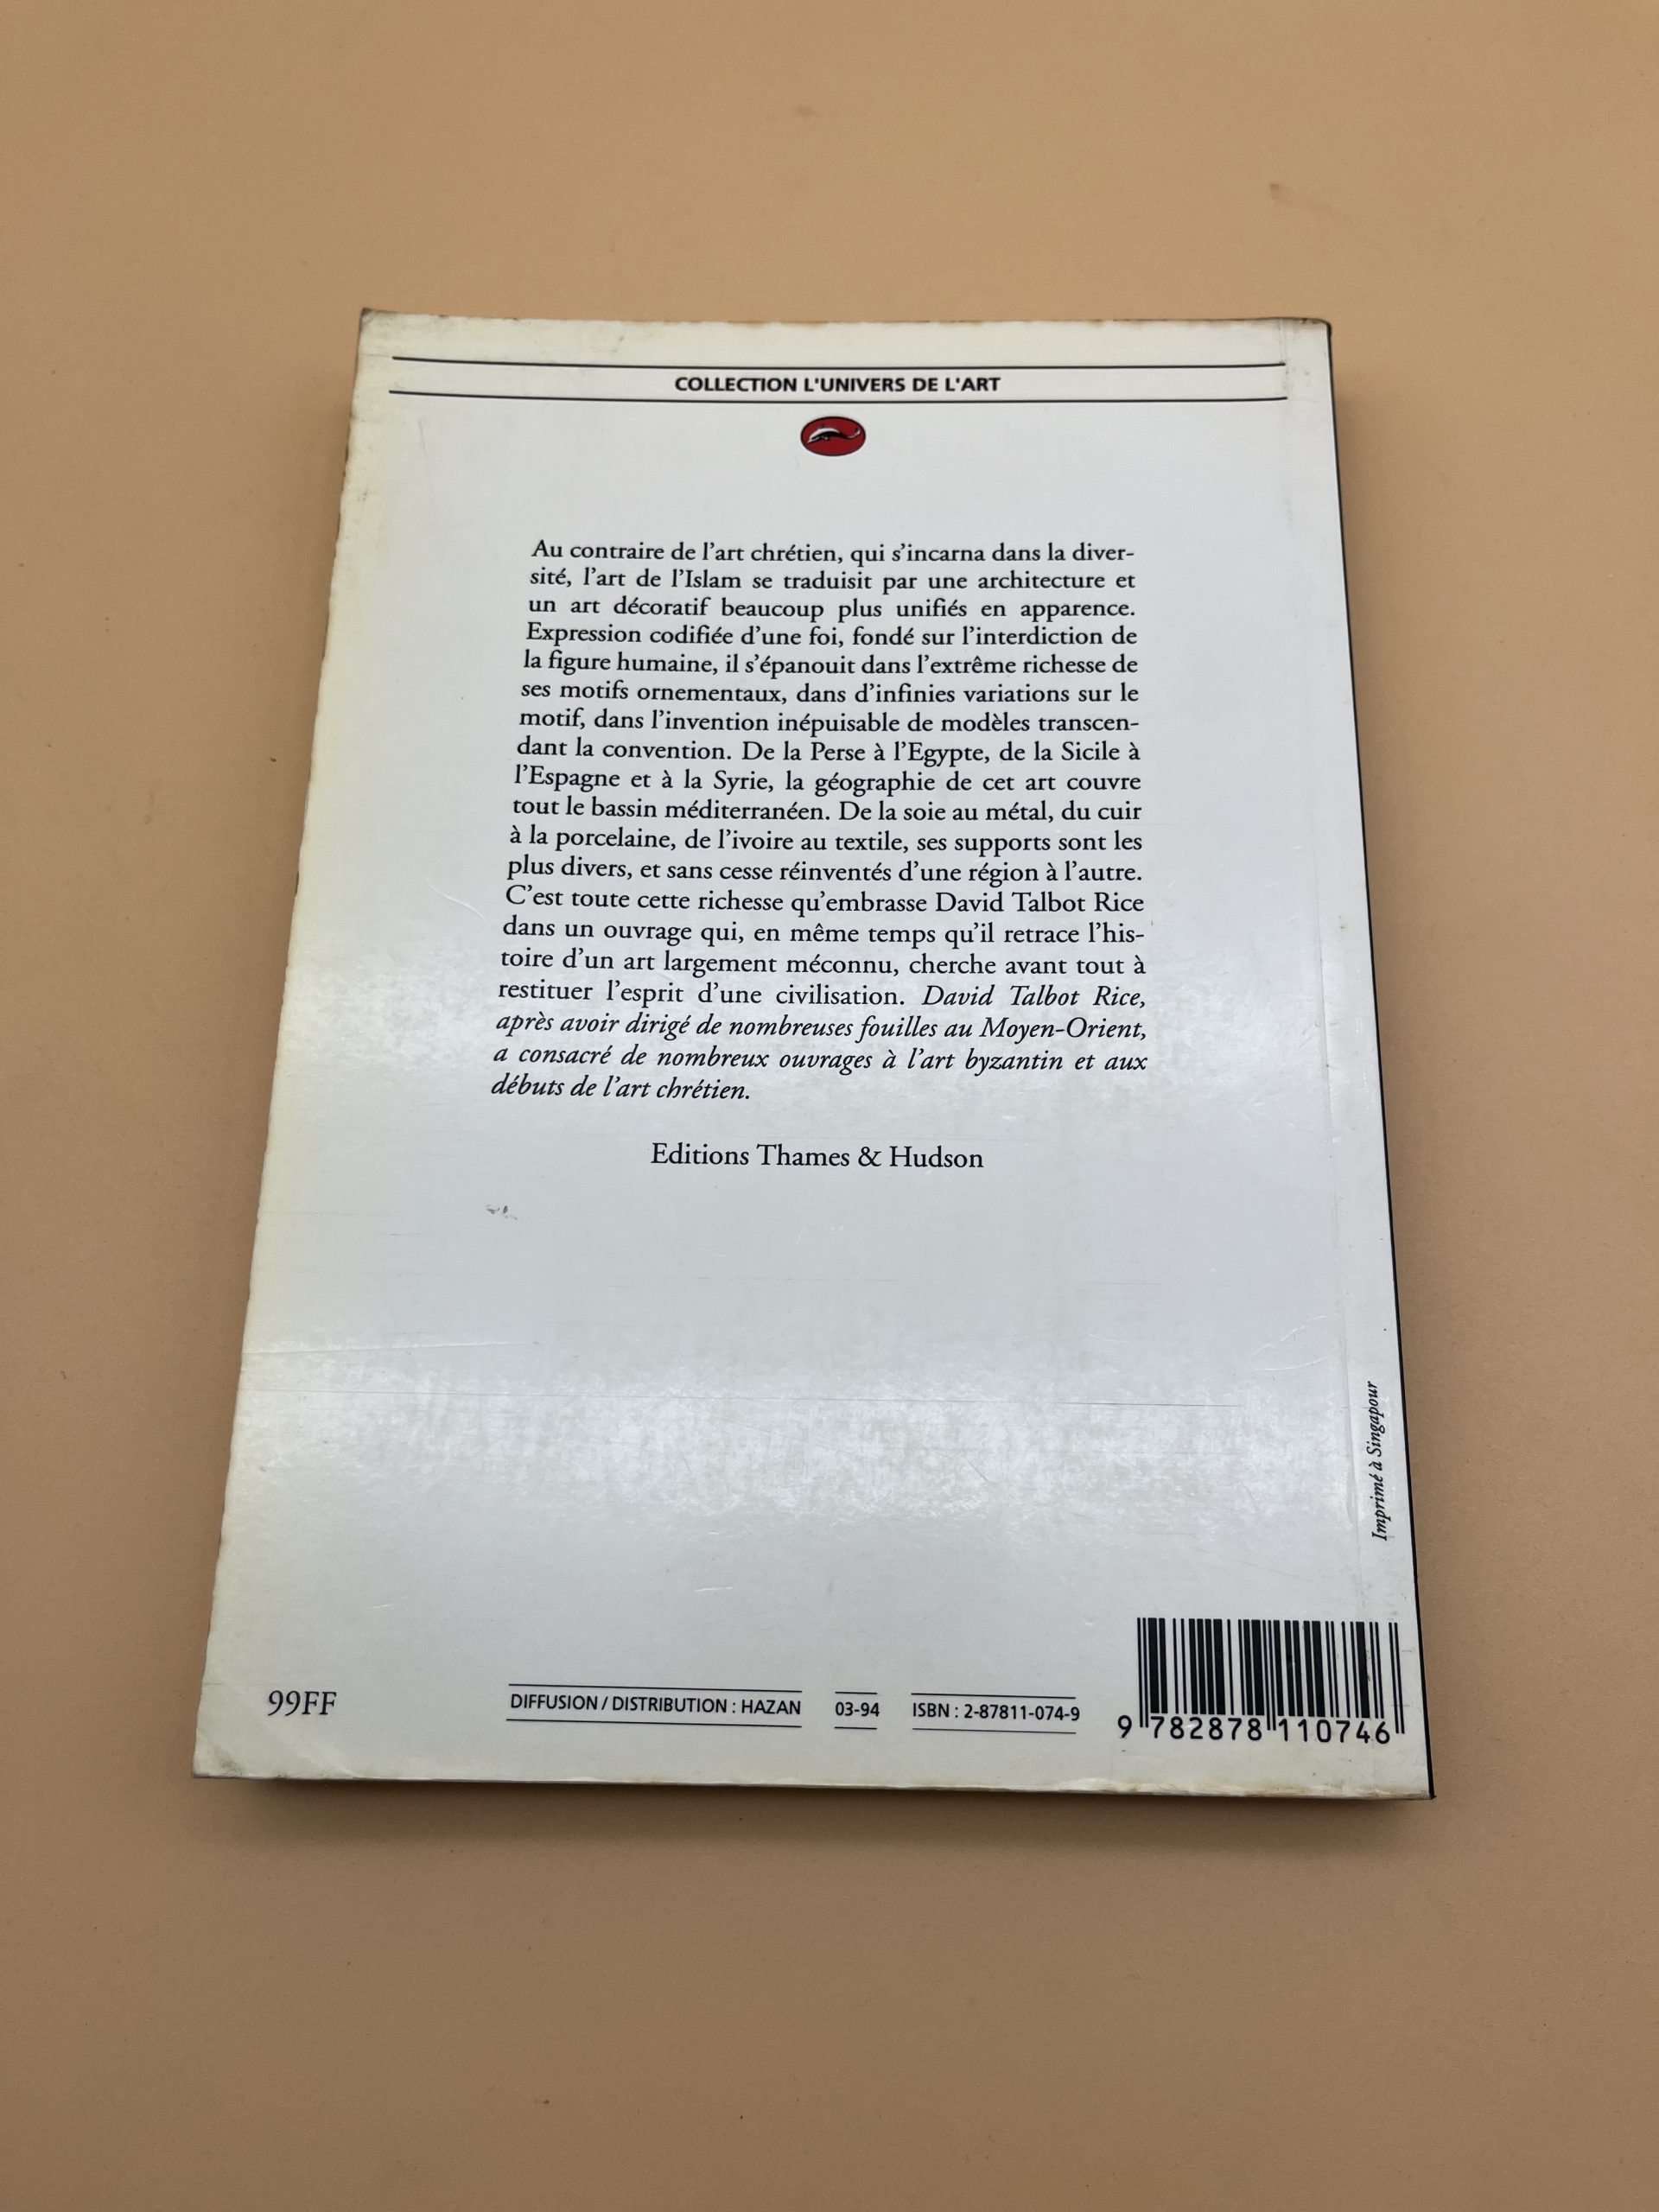 COLLECTION L'UNIVERS DE L'ART
Au contraire de l'art chrétien, qui s'incarna dans la diver-
sité, l'art de l'Islam se traduisit par une architecture et
un art décoratif beaucoup plus unifiés en apparence.
Expression codifiée d'une foi, fondé sur l'interdiction de
la figure humaine, il s'épanouit dans l'extrême richesse de
ses motifs ornementaux, dans d'infinies variations sur le
motif, dans l'invention inépuisable de modèles transcen-
dant la convention. De la Perse à l'Egypte, de la Sicile à
l'Espagne et à la Syrie, la géographie de cet art couvre
tout le bassin méditerranéen. De la soie au métal, du cuir
à la porcelaine, de l'ivoire au textile, ses supports sont les
plus divers, et sans cesse réinventés d'une région à l'autre.
C'est toute cette richesse qu'embrasse David Talbot Rice
dans un ouvrage qui, en même temps qu'il retrace l'his-
toire d'un art largement méconnu, cherche avant tout à
restituer l'esprit d'une civilisation. David Talbot Rice,
après avoir dirigé de nombreuses fouilles au Moyen-Orient,
a consacré de nombreux ouvrages à l'art byzantin et aux
débuts de l'art chrétien.
Editions Thames & Hudson
Imprimé à Singapour
99FF
DIFFUSION / DISTRIBUTION : HAZAN
03-94
ISBN : 2-87811-074-9
9 782878 110746